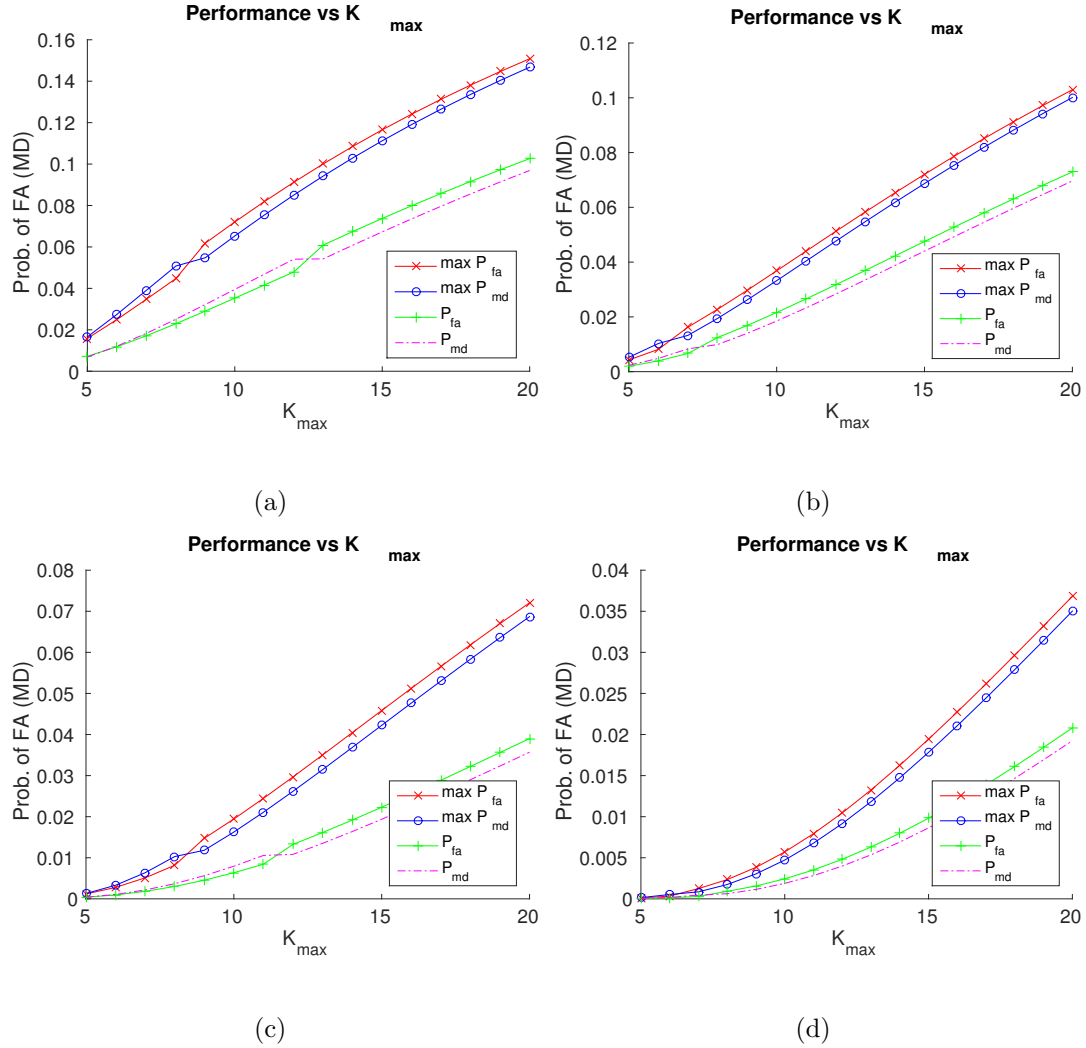 Performance vs K max
0.16
0.14
0.12
0.1
0.08
0.06
0.04
0.02
0
Prob. of FA (MD)
5 10 15 20
K max
max P fa
max P md
P fa
P md
(a)
Performance vs K max
0.12
0.1
0.08
0.06
0.04
0.02
0
Prob. of FA (MD)
5 10 15 20
K max
max P fa
max P md
P fa
P md
(b)
Performance vs K max
0.08
0.07
0.06
0.05
0.04
0.03
0.02
0.01
0
Prob. of FA (MD)
5 10 15 20
K max
max P fa
max P md
P fa
P md
(c)
Performance vs K max
0.04
0.035
0.03
0.025
0.02
0.015
0.01
0.005
0
Prob. of FA (MD)
5 10 15 20
K max
max P fa
max P md
P fa
P md
(d)